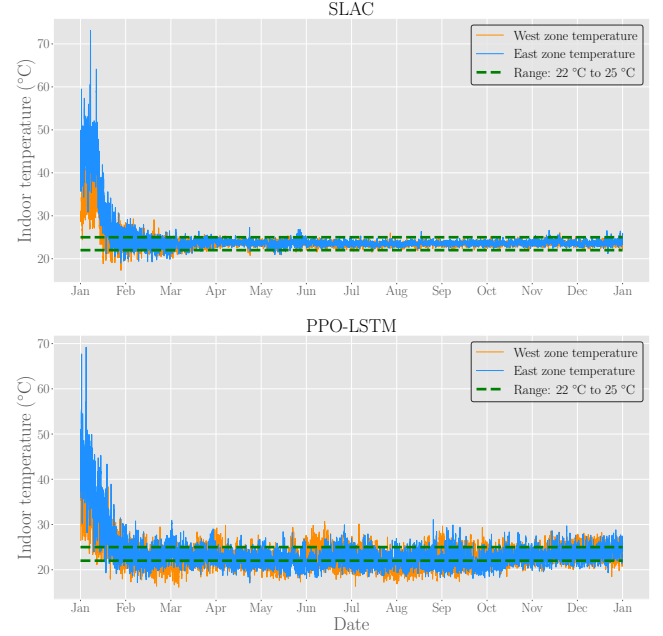 SLAC
Indoor temperature (°C)
70
60
50
40
30
20
West zone temperature
East zone temperature
Range: 22 °C to 25 °C
Jan Feb Mar Apr May Jun Jul Aug Sep Oct Nov Dec Jan
PPO-LSTM
Indoor temperature (°C)
70
60
50
40
30
20
West zone temperature
East zone temperature
Range: 22 °C to 25 °C
Jan Feb Mar Apr May Jun Jul Aug Sep Oct Nov Dec Jan
Date